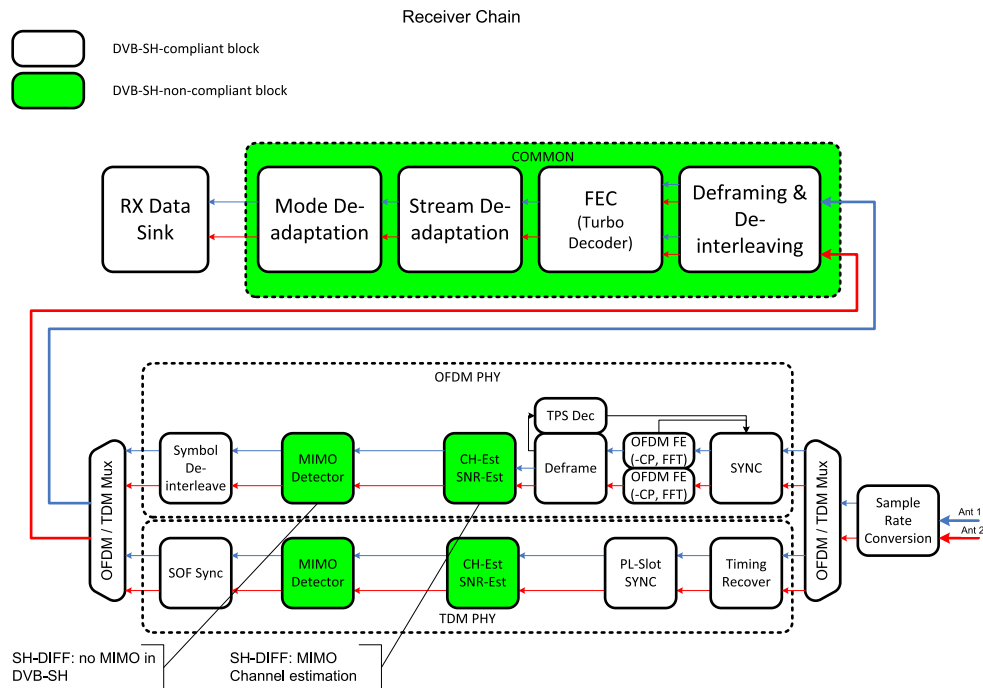 Receiver Chain
DVB-SH-compliant block
DVB-SH-non-compliant block
COMMON
RX Data
Sink
Mode De-
adaptation
Stream De-
adaptation
FEC
(Turbo
Decoder)
Deframing &
De-
interleaving
OFDM PHY
OFDM / TDM Mux
Symbol
De-
interleave
MIMO
Detector
CH-Est
SNR-Est
TPS Dec
Deframe
OFDM FE
(-CP, FFT)
OFDM FE
(-CP, FFT)
SYNC
OFDM / TDM Mux
Sample
Rate
Conversion
Ant 1
Ant 2
SOF Sync
MIMO
Detector
CH-Est
SNR-Est
PL-Slot
SYNC
Timing
Recover
TDM PHY
SH-DIFF: no MIMO in
DVB-SH
SH-DIFF: MIMO
Channel estimation